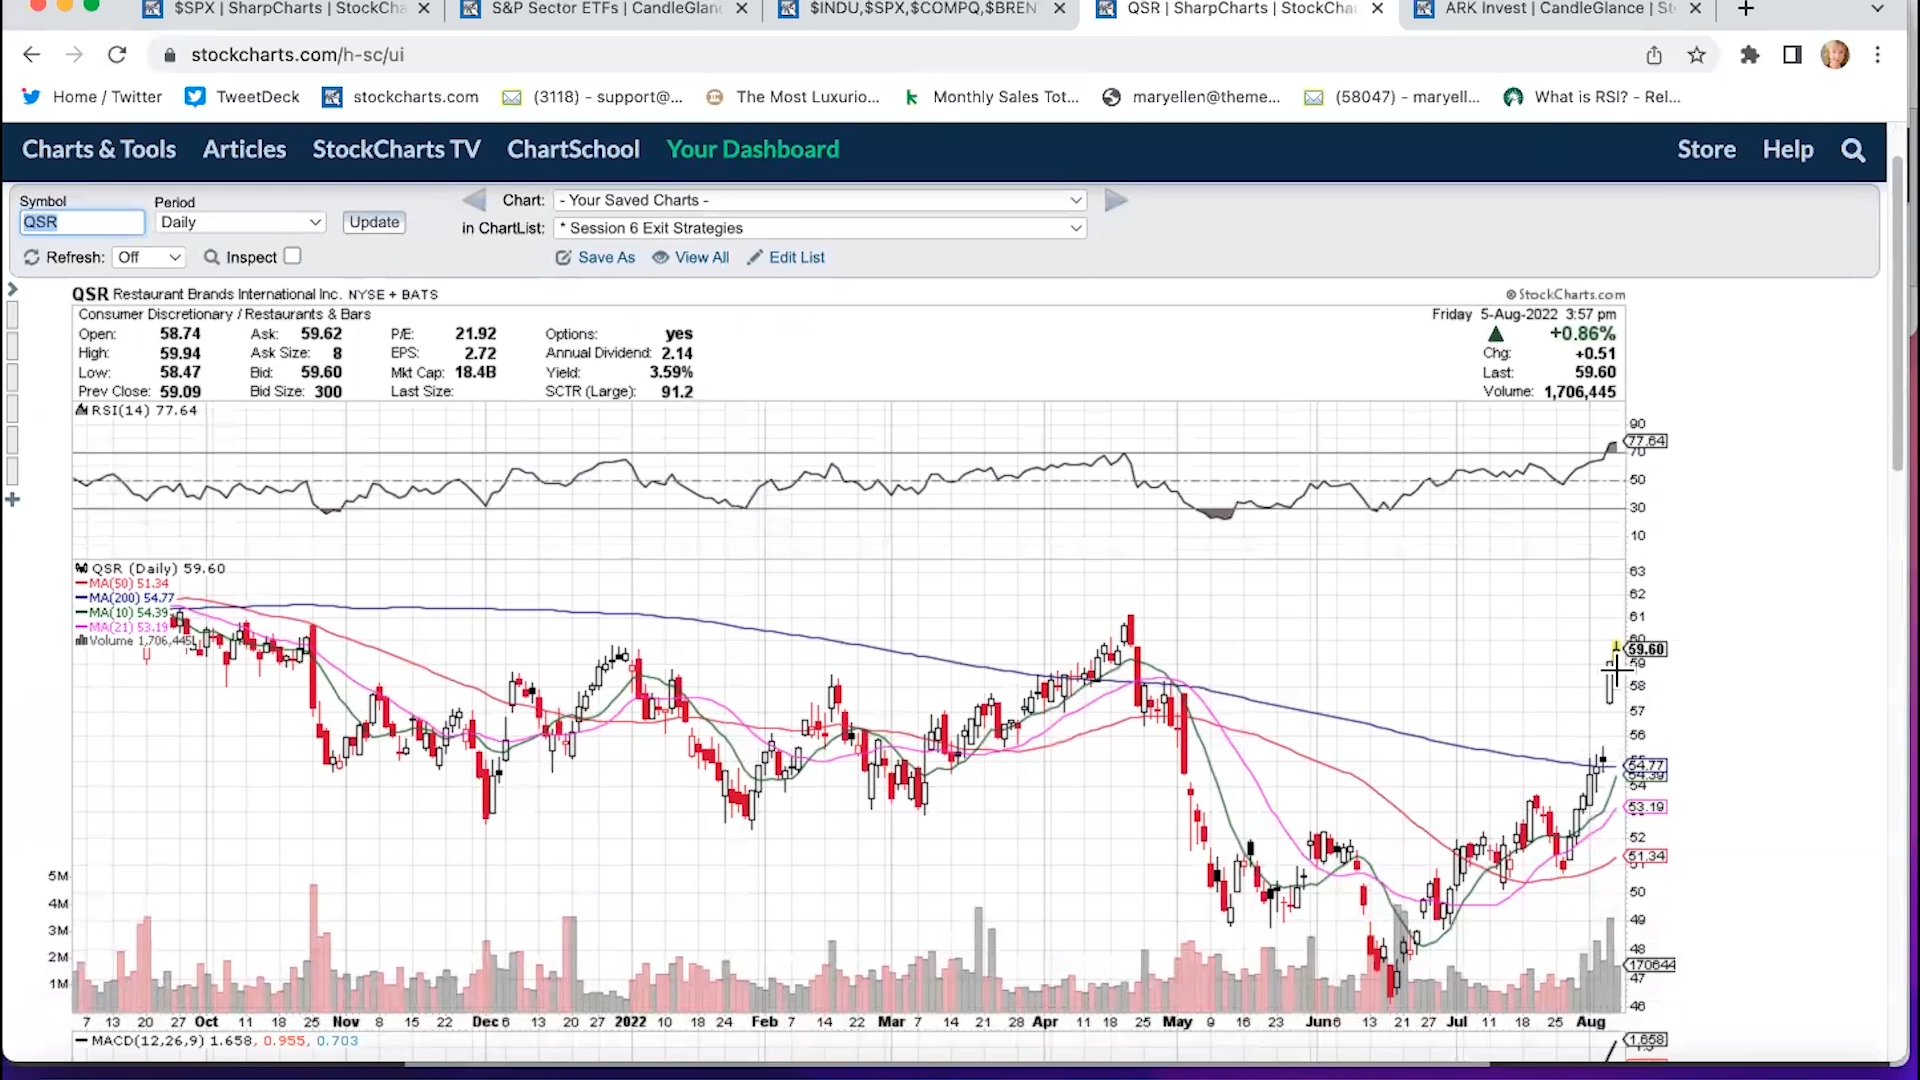 $SPX | SharpCharts | StockCha
S&P Sector ETFs | CandleGlanc
$INDU,$SPX,$COMPQ,$BREN
QSR | SharpCharts | StockChar
ARK Invest | CandleGlance | St
stockcharts.com/h-sc/ui
Home / Twitter
TweetDeck
stockcharts.com
(3118) - support@...
The Most Luxurio...
Monthly Sales Tot...
maryellen@theme...
(58047) - maryell...
What is RSI? - Rel...
Charts & Tools Articles StockCharts TV ChartSchool Your Dashboard Store Help
Symbol Period Chart: - Your Saved Charts -
QSR Daily Update in ChartList: * Session 6 Exit Strategies
Refresh: Off Inspect Save As View All Edit List
QSR Restaurant Brands International Inc. NYSE + BATS © StockCharts.com
Consumer Discretionary / Restaurants & Bars Friday 5-Aug-2022 3:57 pm
Open: 58.74 Ask: 59.62 P/E: 21.92 Options: yes +0.86%
High: 59.94 Ask Size: 8 EPS: 2.72 Annual Dividend: 2.14 Chg: +0.51
Low: 58.47 Bid: 59.60 Mkt Cap: 18.4B Yield: 3.59% Last: 59.60
Prev Close: 59.09 Bid Size: 300 Last Size: SCTR (Large): 91.2 Volume: 1,706,445
RSI(14) 77.64
90
77.64
70
50
30
10
QSR (Daily) 59.60
MA(50) 51.34
MA(200) 54.77
MA(10) 54.39
MA(21) 53.19
Volume 1,706,445
63
62
61
60
59.60
59
58
57
56
54.77
54.39
54
53.19
52
51.34
50
49
48
170644
47
46
5M
4M
3M
2M
1M
7 13 20 27 Oct 11 18 25 Nov 8 15 22 Dec 6 13 20 27 2022 10 18 24 Feb 7 14 22 Mar 7 14 21 28 Apr 11 18 25 May 9 16 23 Jun 6 13 21 27 Jul 11 18 25 Aug
MACD(12,26,9) 1.658, 0.955, 0.703
1.658